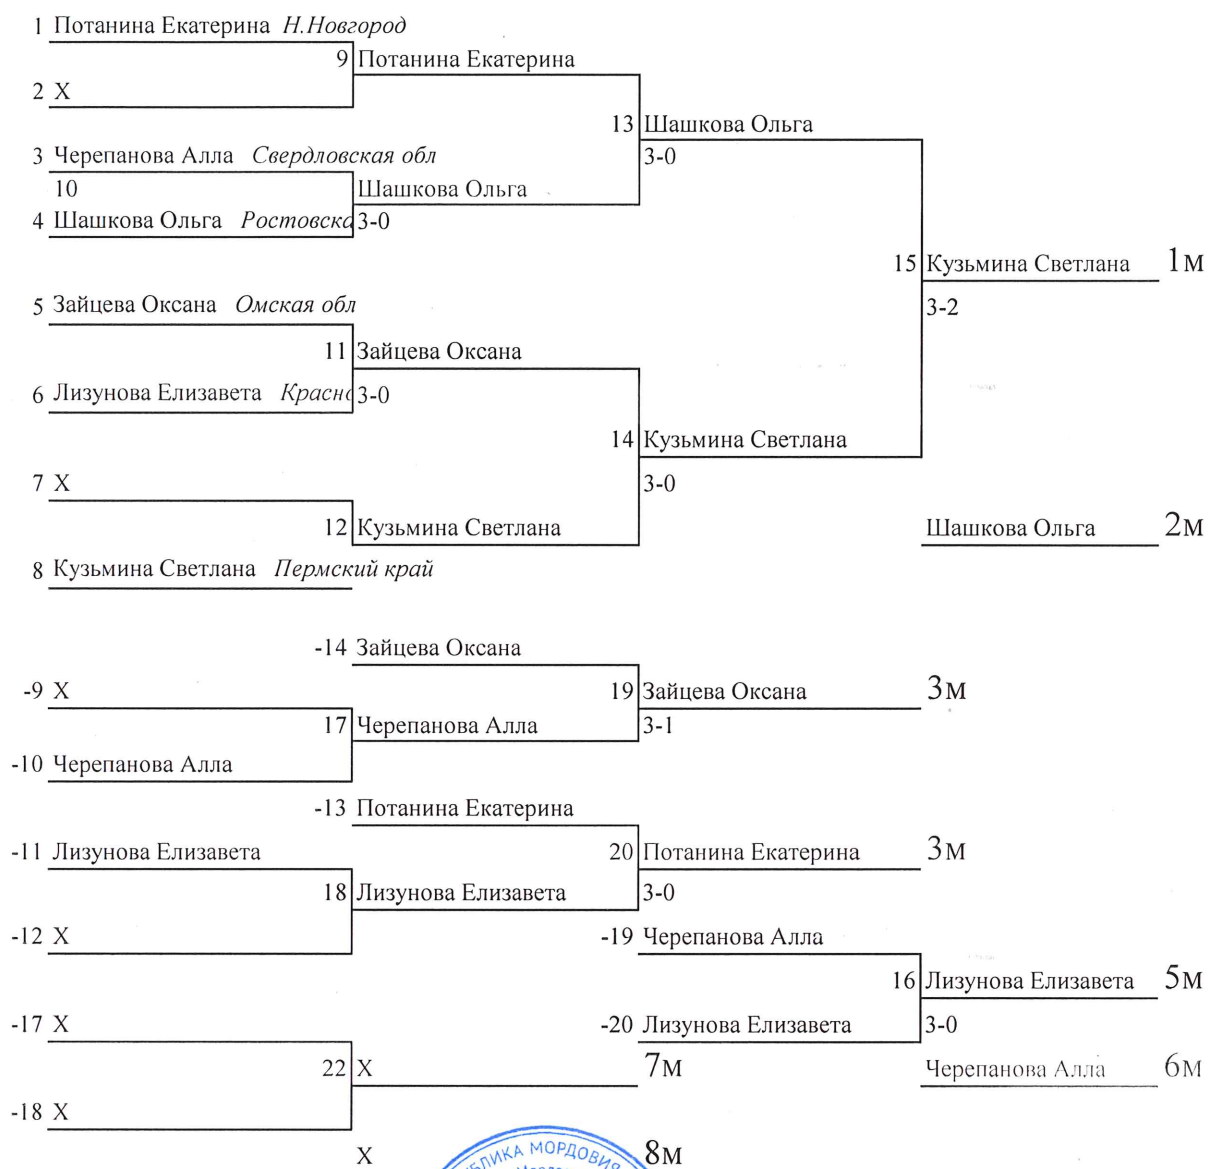 1 Потанина Екатерина Н.Новгород
9 Потанина Екатерина
2 X
13 Шашкова Ольга
3 Черепанова Алла Свердловская обл
3-0
10 Шашкова Ольга
4 Шашкова Ольга Ростовска 3-0
15 Кузьмина Светлана 1м
5 Зайцева Оксана Омская обл
3-2
11 Зайцева Оксана
6 Лизунова Елизавета Красно 3-0
14 Кузьмина Светлана
7 X
3-0
12 Кузьмина Светлана
Шашкова Ольга 2м
8 Кузьмина Светлана Пермский край
-14 Зайцева Оксана
-9 X
19 Зайцева Оксана 3м
17 Черепанова Алла
3-1
-10 Черепанова Алла
-13 Потанина Екатерина
-11 Лизунова Елизавета
20 Потанина Екатерина 3м
18 Лизунова Елизавета
3-0
-12 X
-19 Черепанова Алла
16 Лизунова Елизавета 5м
-17 X
-20 Лизунова Елизавета
3-0
22 X 7м
Черепанова Алла 6м
-18 X
X 8м
МОРДОВИЯ